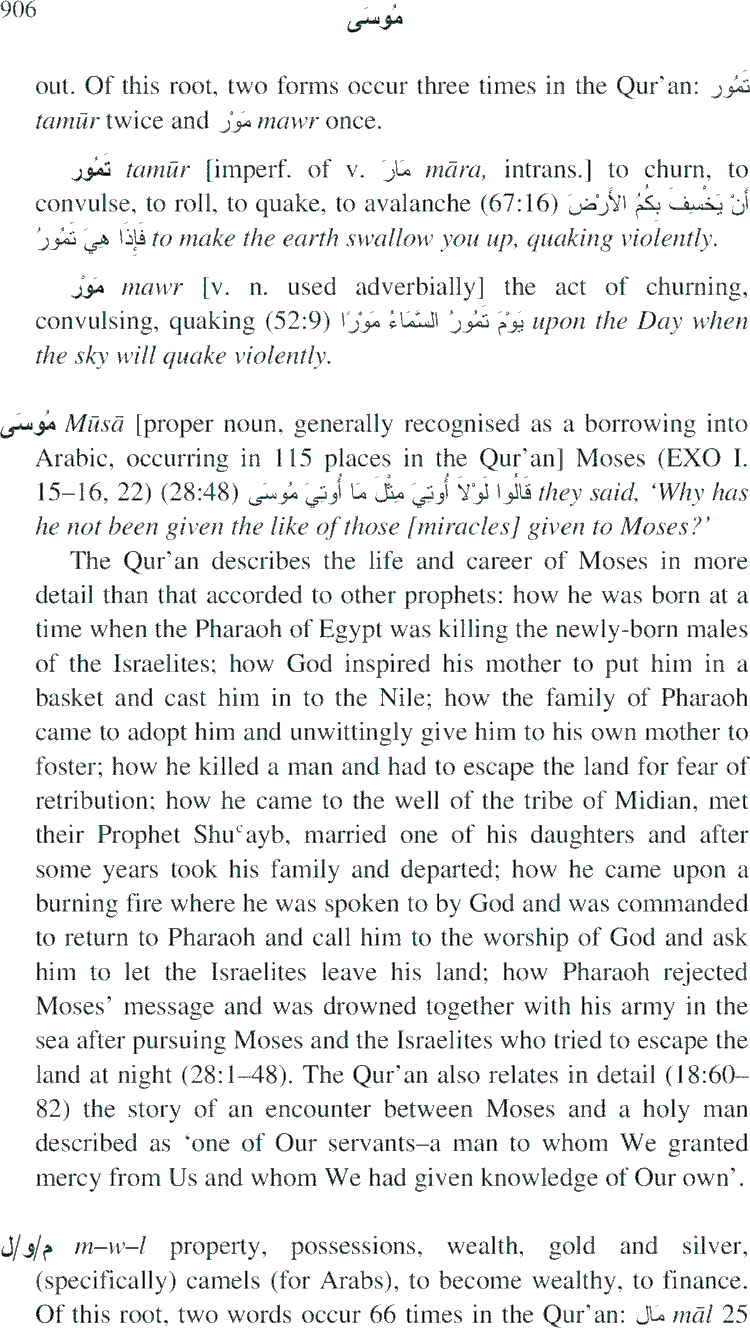 906
مُوسَى
out. Of this root, two forms occur three times in the Qur’an: تَمُور
tamūr twice and مَوْر mawr once.
تَمُور tamūr [imperf. of v. مَارَ māra, intrans.] to churn, to
convulse, to roll, to quake, to avalanche (67:16) أَنْ يَخْسِفَ بِكُمُ الأَرْضَ
فَإِذَا هِيَ تَمُورُ to make the earth swallow you up, quaking violently.
مَوْر mawr [v. n. used adverbially] the act of churning,
convulsing, quaking (52:9) يَوْمَ تَمُورُ السَّمَاءُ مَوْرًا upon the Day when
the sky will quake violently.
مُوسَى Mūsā [proper noun, generally recognised as a borrowing into
Arabic, occurring in 115 places in the Qur’an] Moses (EXO I.
15–16, 22) (28:48) قَالُوا لَوْلاَ أُوتِيَ مِثْلَ مَا أُوتِيَ مُوسَى they said, ‘Why has
he not been given the like of those [miracles] given to Moses?’
The Qur’an describes the life and career of Moses in more
detail than that accorded to other prophets: how he was born at a
time when the Pharaoh of Egypt was killing the newly-born males
of the Israelites; how God inspired his mother to put him in a
basket and cast him in to the Nile; how the family of Pharaoh
came to adopt him and unwittingly give him to his own mother to
foster; how he killed a man and had to escape the land for fear of
retribution; how he came to the well of the tribe of Midian, met
their Prophet Shuᶜayb, married one of his daughters and after
some years took his family and departed; how he came upon a
burning fire where he was spoken to by God and was commanded
to return to Pharaoh and call him to the worship of God and ask
him to let the Israelites leave his land; how Pharaoh rejected
Moses’ message and was drowned together with his army in the
sea after pursuing Moses and the Israelites who tried to escape the
land at night (28:1–48). The Qur’an also relates in detail (18:60–
82) the story of an encounter between Moses and a holy man
described as ‘one of Our servants–a man to whom We granted
mercy from Us and whom We had given knowledge of Our own’.
م/و/ل m–w–l property, possessions, wealth, gold and silver,
(specifically) camels (for Arabs), to become wealthy, to finance.
Of this root, two words occur 66 times in the Qur’an: مَال māl 25